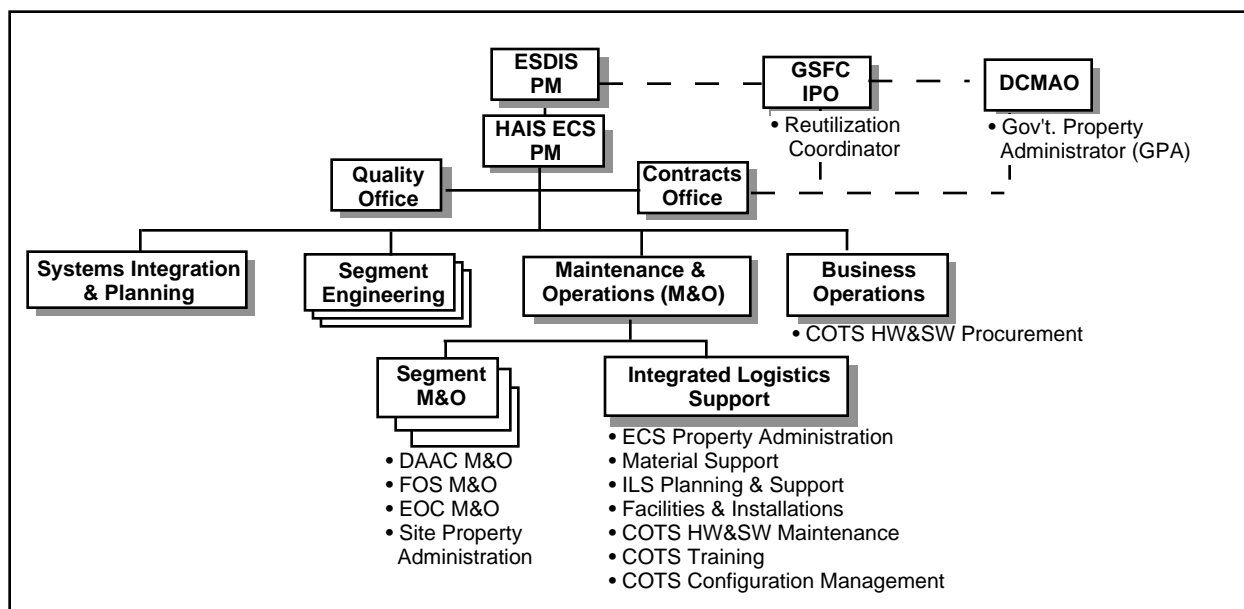 ESDIS
PM
GSFC
IPO
DCMAO
• Reutilization
Coordinator
• Gov't. Property
Administrator (GPA)
HAIS ECS
PM
Quality
Office
Contracts
Office
Systems Integration
& Planning
Segment
Engineering
Maintenance &
Operations (M&O)
Business
Operations
• COTS HW&SW Procurement
Segment
M&O
• DAAC M&O
• FOS M&O
• EOC M&O
• Site Property
Administration
Integrated Logistics
Support
• ECS Property Administration
• Material Support
• ILS Planning & Support
• Facilities & Installations
• COTS HW&SW Maintenance
• COTS Training
• COTS Configuration Management